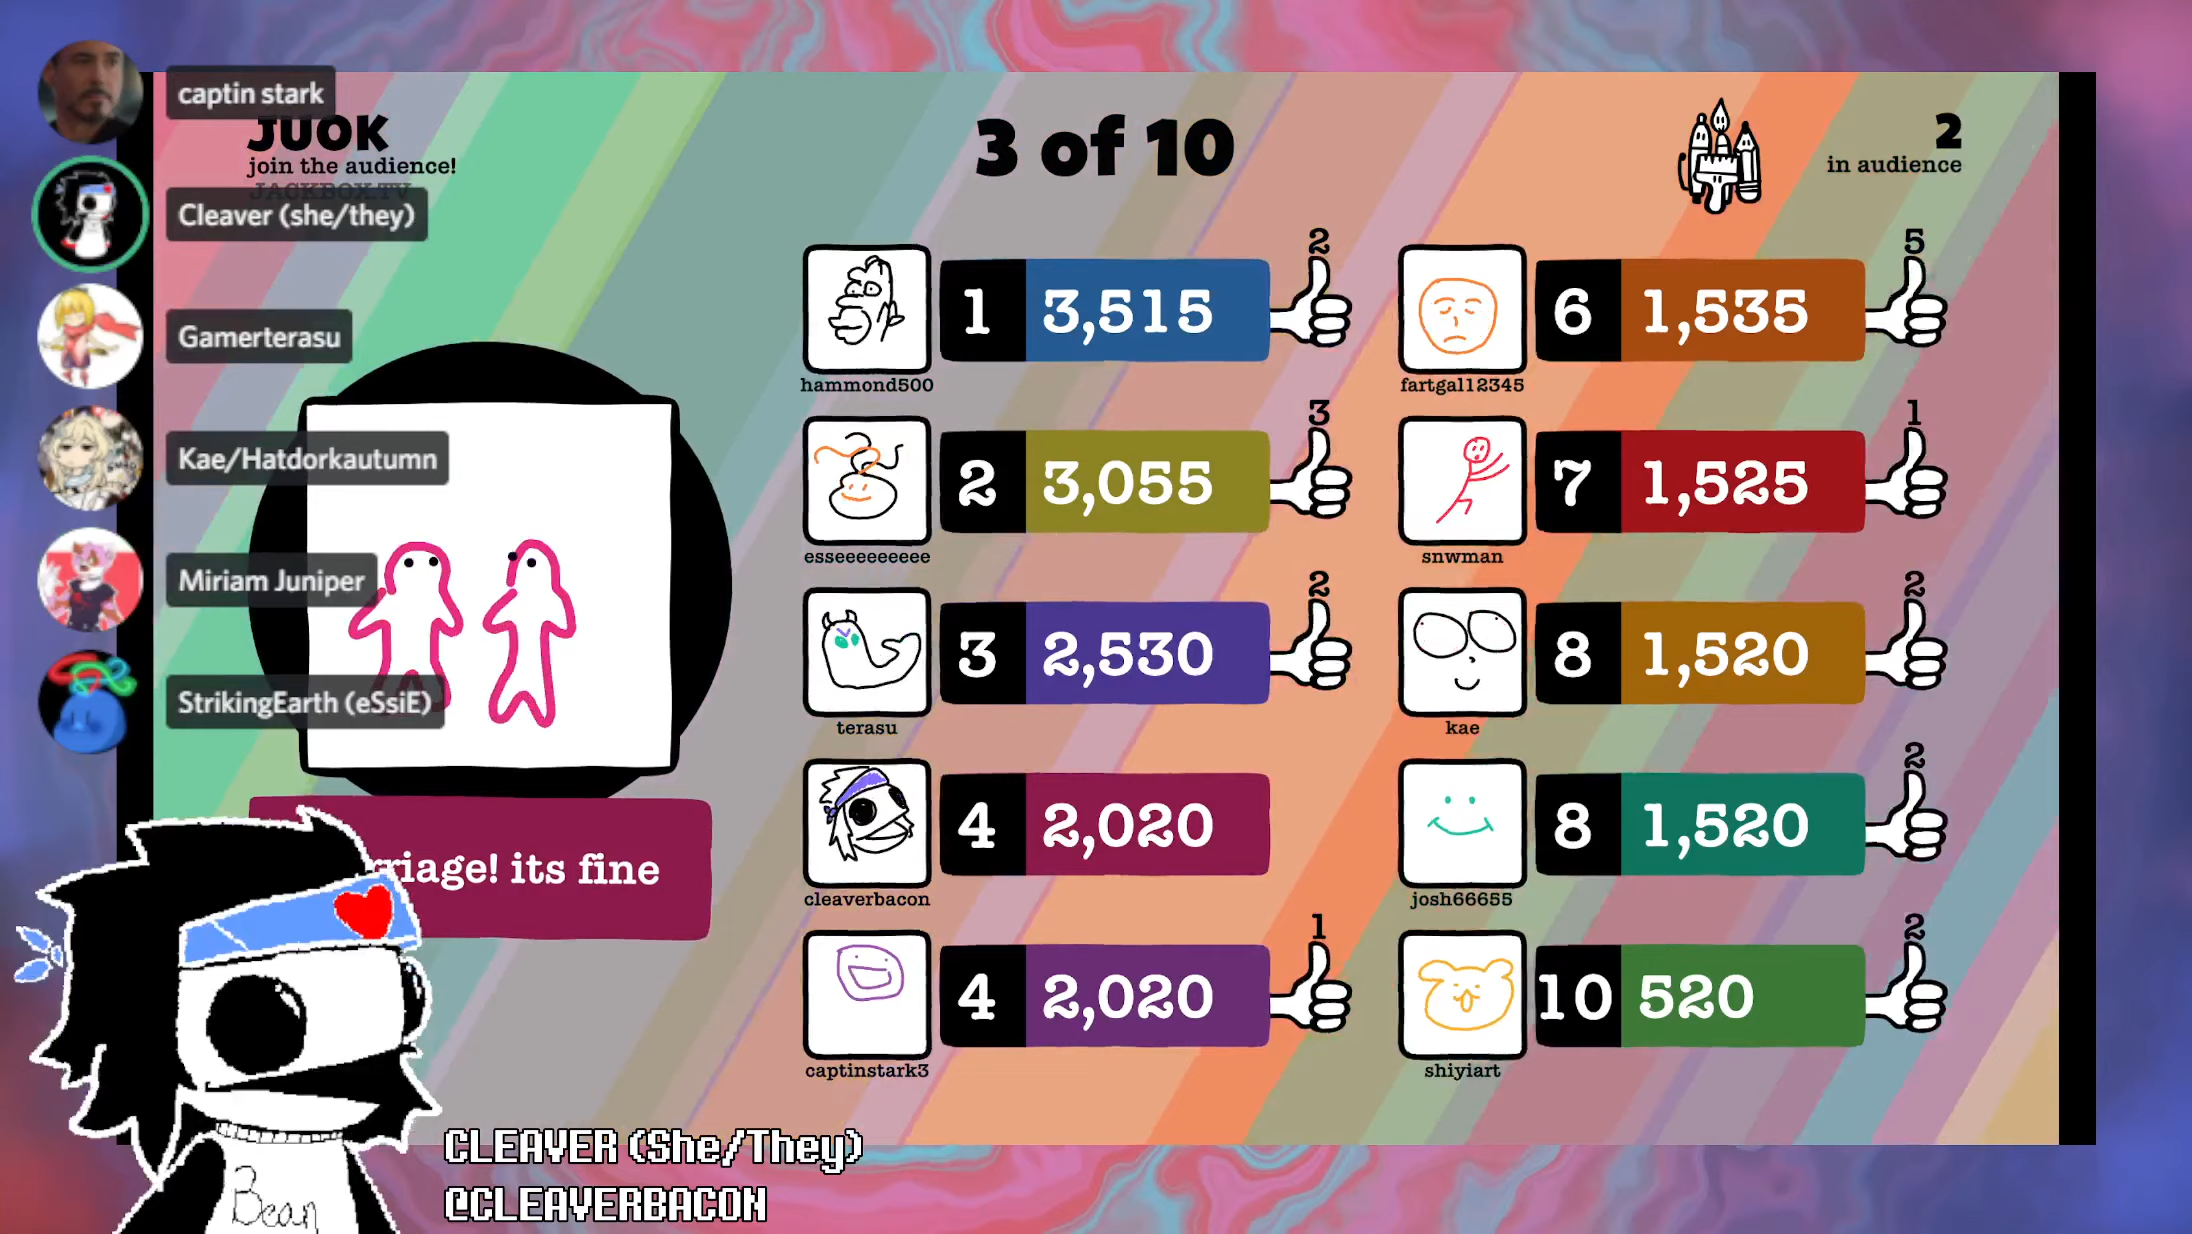 captin stark
JUOK
join the audience!
JACKBOX.TV
Cleaver (she/they)
Gamerterasu
Kae/Hatdorkautumn
Miriam Juniper
StrikingEarth (eSsiE)
3 of 10
2
in audience
1 3,515 2
hammond500
2 3,055 3
esseeeeeeeee
3 2,530 2
terasu
4 2,020
cleaverbacon
4 2,020 1
captinstark3
6 1,535 5
fartgal12345
7 1,525 1
snwman
8 1,520 2
kae
8 1,520 2
josh66655
10 520 2
shiyiart
its fine
Bean
CLEAVER (She/They)
@CLEAVERBACON